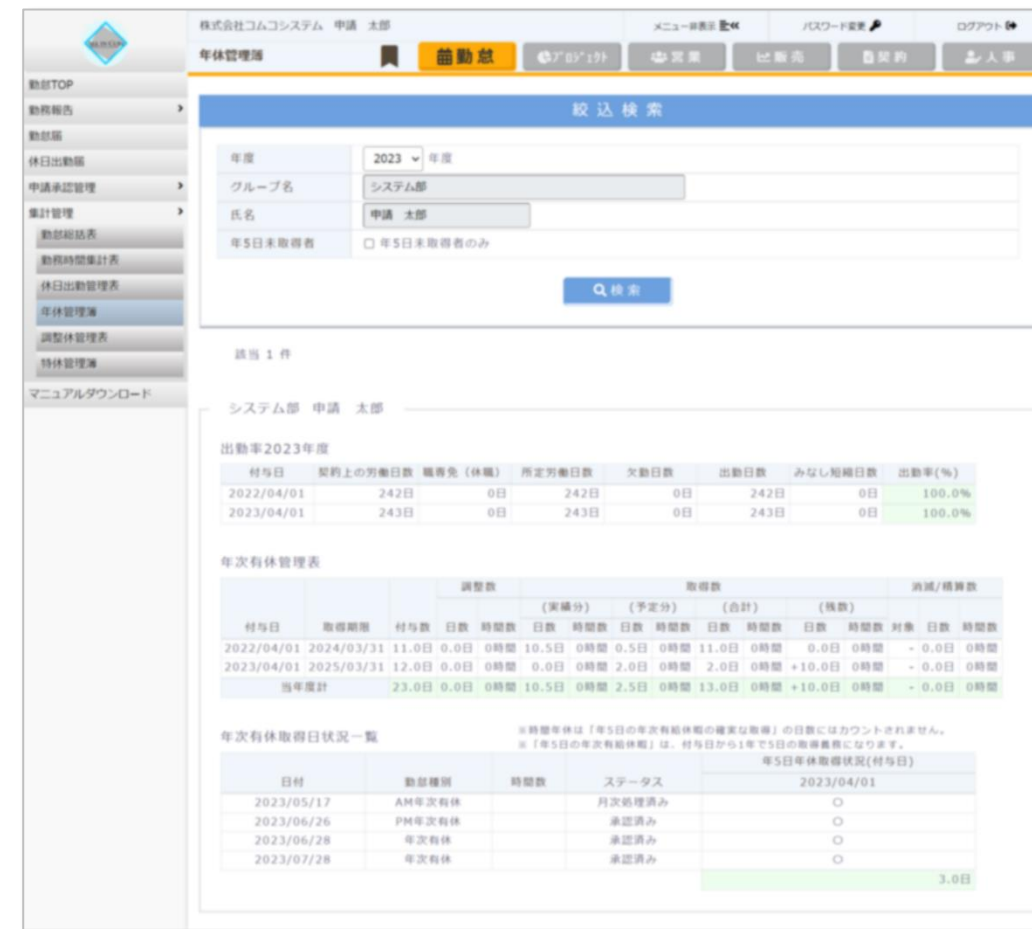 株式会社コムコシステム 申請 太郎 メニュー非表示 パスワード変更 ログアウト
年休管理簿 勤怠 プロジェクト 営業 販売 契約 人事
勤怠TOP
勤務報告
勤怠届
休日出勤届
申請承認管理
集計管理
勤怠総括表
勤務時間集計表
休日出勤管理表
年休管理簿
調整休管理表
特休管理簿
マニュアルダウンロード
絞込検索
年度 2023 年度
グループ名 システム部
氏名 申請 太郎
年5日未取得者 年5日未取得者のみ
検索
該当 1 件
システム部 申請 太郎
出勤率2023年度
付与日 契約上の労働日数 職専免（休職） 所定労働日数 欠勤日数 出勤日数 みなし短縮日数 出勤率(%)
2022/04/01 242日 0日 242日 0日 242日 0日 100.0%
2023/04/01 243日 0日 243日 0日 243日 0日 100.0%
年次有休管理表
調整数 取得数 消滅/積算数
(実績分) (予定分) (合計) (残数)
付与日 取得期限 付与数 日数 時間数 日数 時間数 日数 時間数 日数 時間数 日数 時間数 対象 日数 時間数
2022/04/01 2024/03/31 11.0日 0.0日 0時間 10.5日 0時間 0.5日 0時間 11.0日 0時間 0.0日 0時間 - 0.0日 0時間
2023/04/01 2025/03/31 12.0日 0.0日 0時間 0.0日 0時間 2.0日 0時間 2.0日 0時間 +10.0日 0時間 - 0.0日 0時間
当年度計 23.0日 0.0日 0時間 10.5日 0時間 2.5日 0時間 13.0日 0時間 +10.0日 0時間 - 0.0日 0時間
年次有休取得日状況一覧
※時間年休は「年5日の年次有給休暇の確実な取得」の日数にはカウントされません。
※「年5日の年次有給休暇」は、付与日から1年で5日の取得義務になります。
年5日年休取得状況(付与日)
日付 勤怠種別 時間数 ステータス 2023/04/01
2023/05/17 AM年次有休 月次処理済み ○
2023/06/26 PM年次有休 承認済み ○
2023/06/28 年次有休 承認済み ○
2023/07/28 年次有休 承認済み ○
3.0日